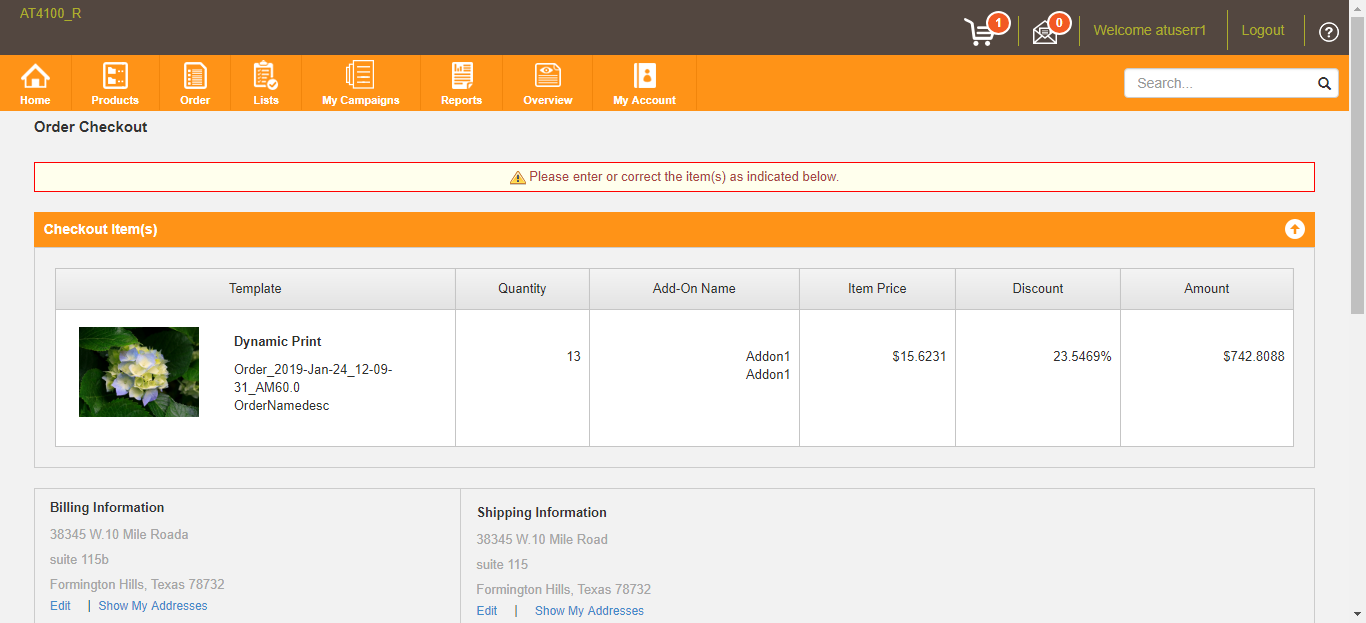 AT4100_R
1
0
Welcome atuserr1
Logout
?
Home
Products
Order
Lists
My Campaigns
Reports
Overview
My Account
Search...
Order Checkout
Please enter or correct the item(s) as indicated below.
Checkout Item(s)
Template
Quantity
Add-On Name
Item Price
Discount
Amount
Dynamic Print
Order_2019-Jan-24_12-09-
31_AM60.0
OrderNamedesc
13
Addon1
Addon1
$15.6231
23.5469%
$742.8088
Billing Information
38345 W.10 Mile Roada
suite 115b
Formington Hills, Texas 78732
Edit | Show My Addresses
Shipping Information
38345 W.10 Mile Road
suite 115
Formington Hills, Texas 78732
Edit | Show My Addresses